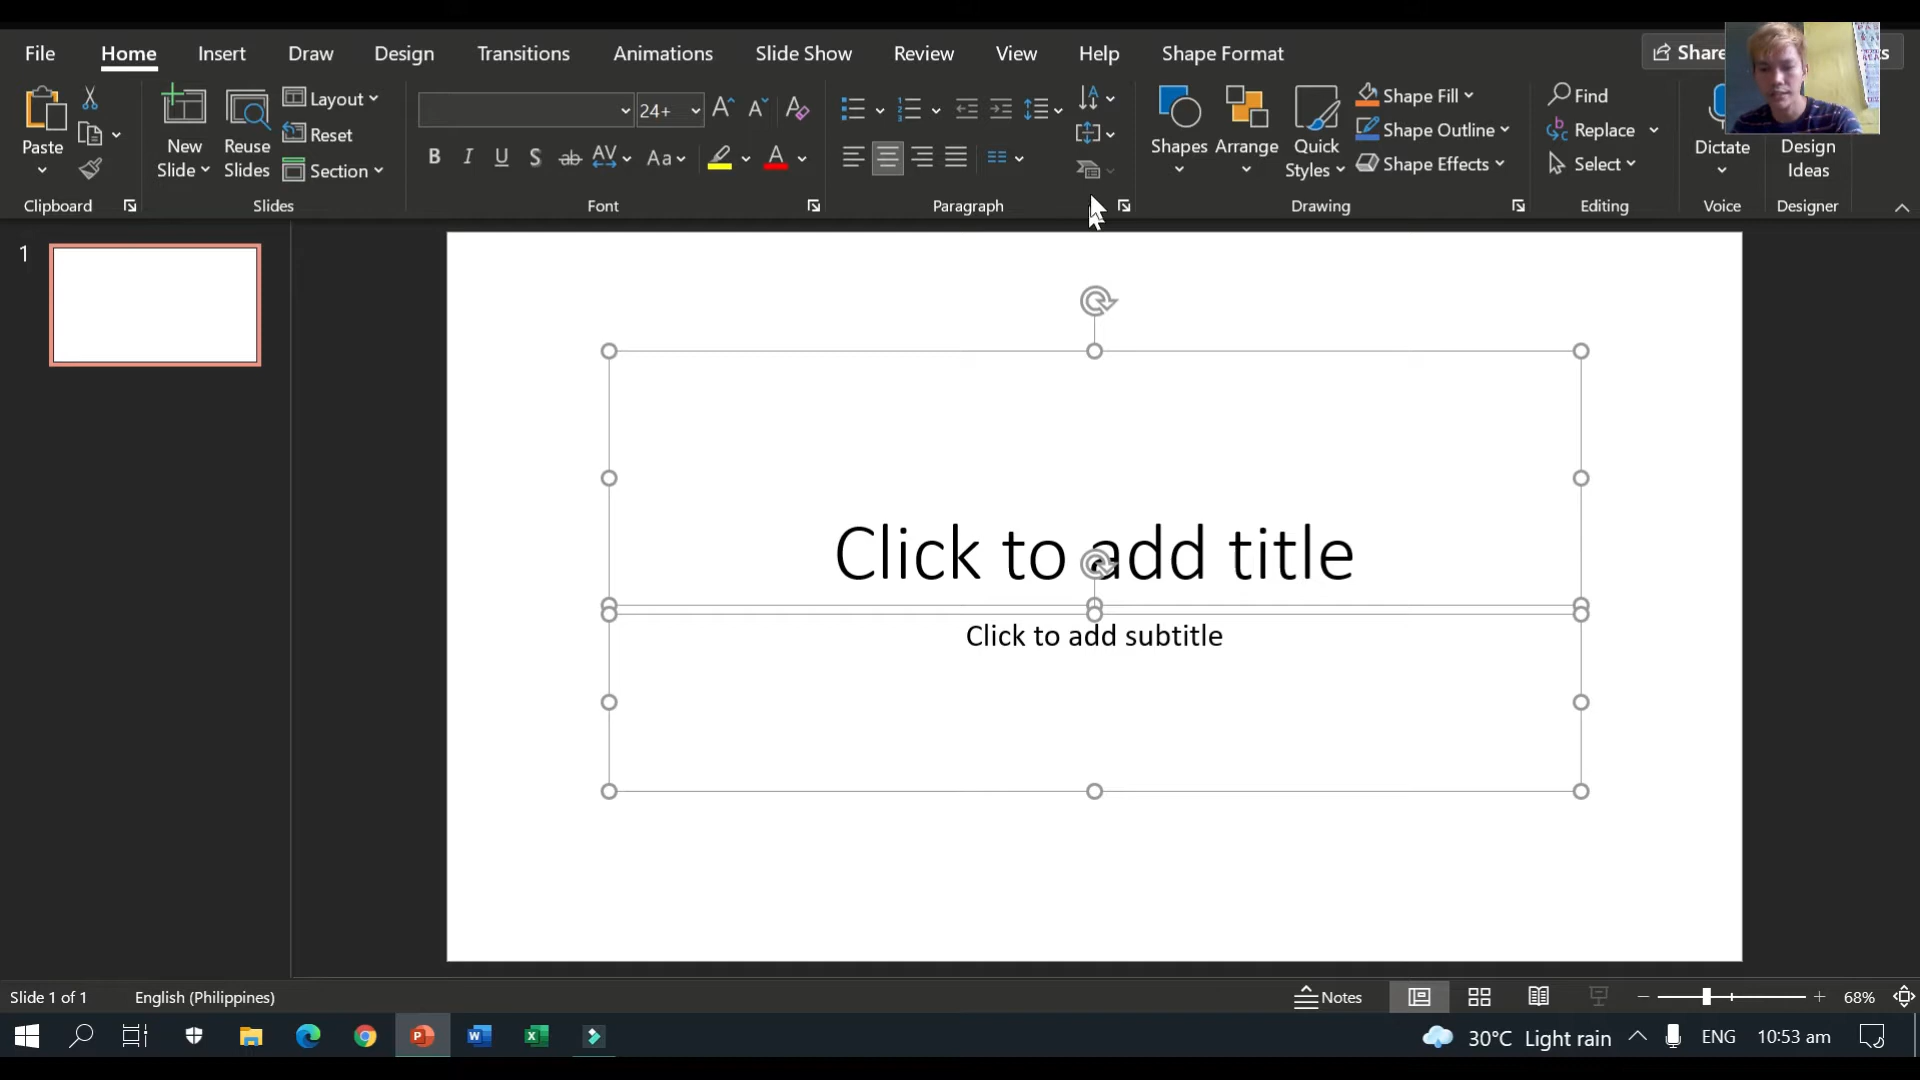 File Home Insert Draw Design Transitions Animations Slide Show Review View Help Shape Format Share
Paste
New Slide
Reuse Slides
Layout
Reset
Section
24+
B I U S ab AV Aa A
Shapes Arrange Quick Styles
Shape Fill
Shape Outline
Shape Effects
Find
Replace
Select
Dictate
Design Ideas
Clipboard Slides Font Paragraph Drawing Editing Voice Designer
1
Click to add title
Click to add subtitle
Slide 1 of 1 English (Philippines) Notes 68%
30°C Light rain ENG 10:53 am